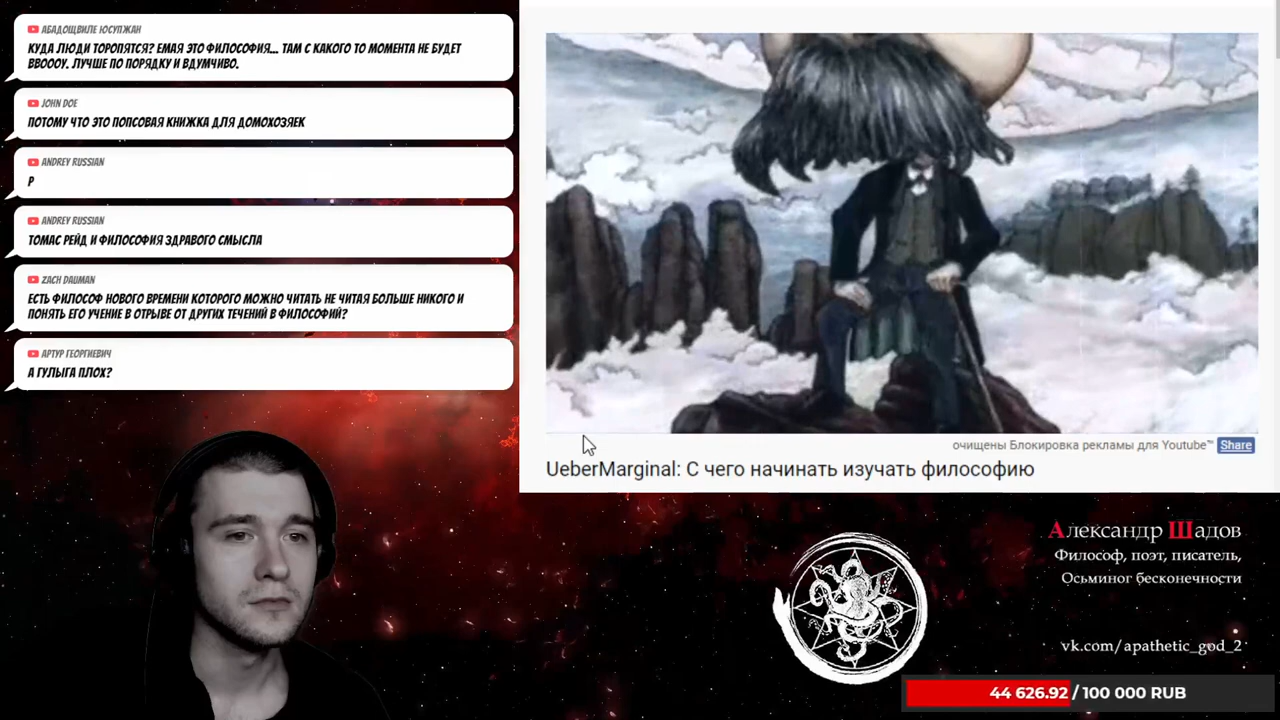 АБАДОЩВИЛЕ ЮСУПЖАН
КУДА ЛЮДИ ТОРОПЯТСЯ? ЕМАЯ ЭТО ФИЛОСОФИЯ... ТАМ С КАКОГО ТО МОМЕНТА НЕ БУДЕТ
ВВОООУ. ЛУЧШЕ ПО ПОРЯДКУ И ВДУМЧИВО.
JOHN DOE
ПОТОМУ ЧТО ЭТО ПОПСОВАЯ КНИЖКА ДЛЯ ДОМОХОЗЯЕК
ANDREY RUSSIAN
Р
ANDREY RUSSIAN
ТОМАС РЕЙД И ФИЛОСОФИЯ ЗДРАВОГО СМЫСЛА
ZACH DAUMAN
ЕСТЬ ФИЛОСОФ НОВОГО ВРЕМЕНИ КОТОРОГО МОЖНО ЧИТАТЬ НЕ ЧИТАЯ БОЛЬШЕ НИКОГО И
ПОНЯТЬ ЕГО УЧЕНИЕ В ОТРЫВЕ ОТ ДРУГИХ ТЕЧЕНИЙ В ФИЛОСОФИЙ?
АРТУР ГЕОРГИЕВИЧ
А ГУЛЫГА ПЛОХ?
очищены Блокировка рекламы для Youtube™ Share
UeberMarginal: С чего начинать изучать философию
Александр Шадов
Философ, поэт, писатель,
Осьминог бесконечности
vk.com/apathetic_god_2
44 626.92 / 100 000 RUB